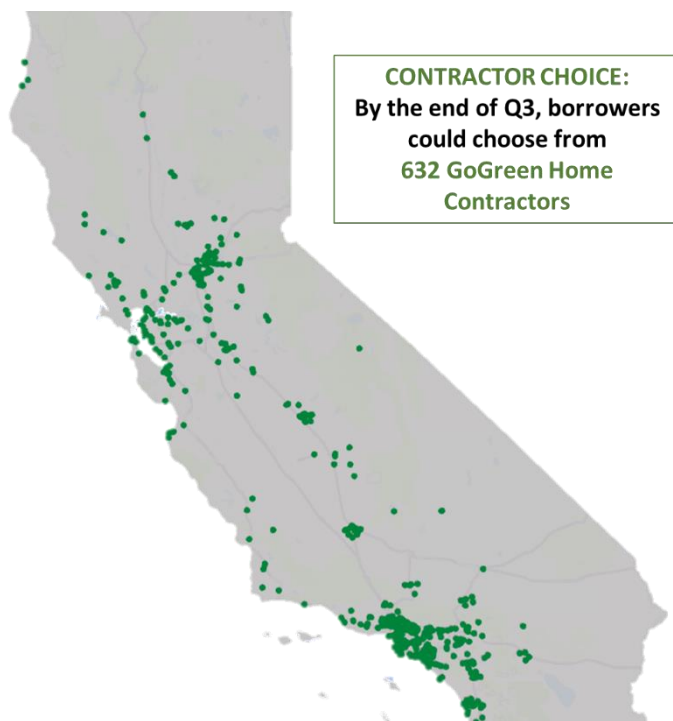 CONTRACTOR CHOICE:
By the end of Q3, borrowers
could choose from
632 GoGreen Home
Contractors